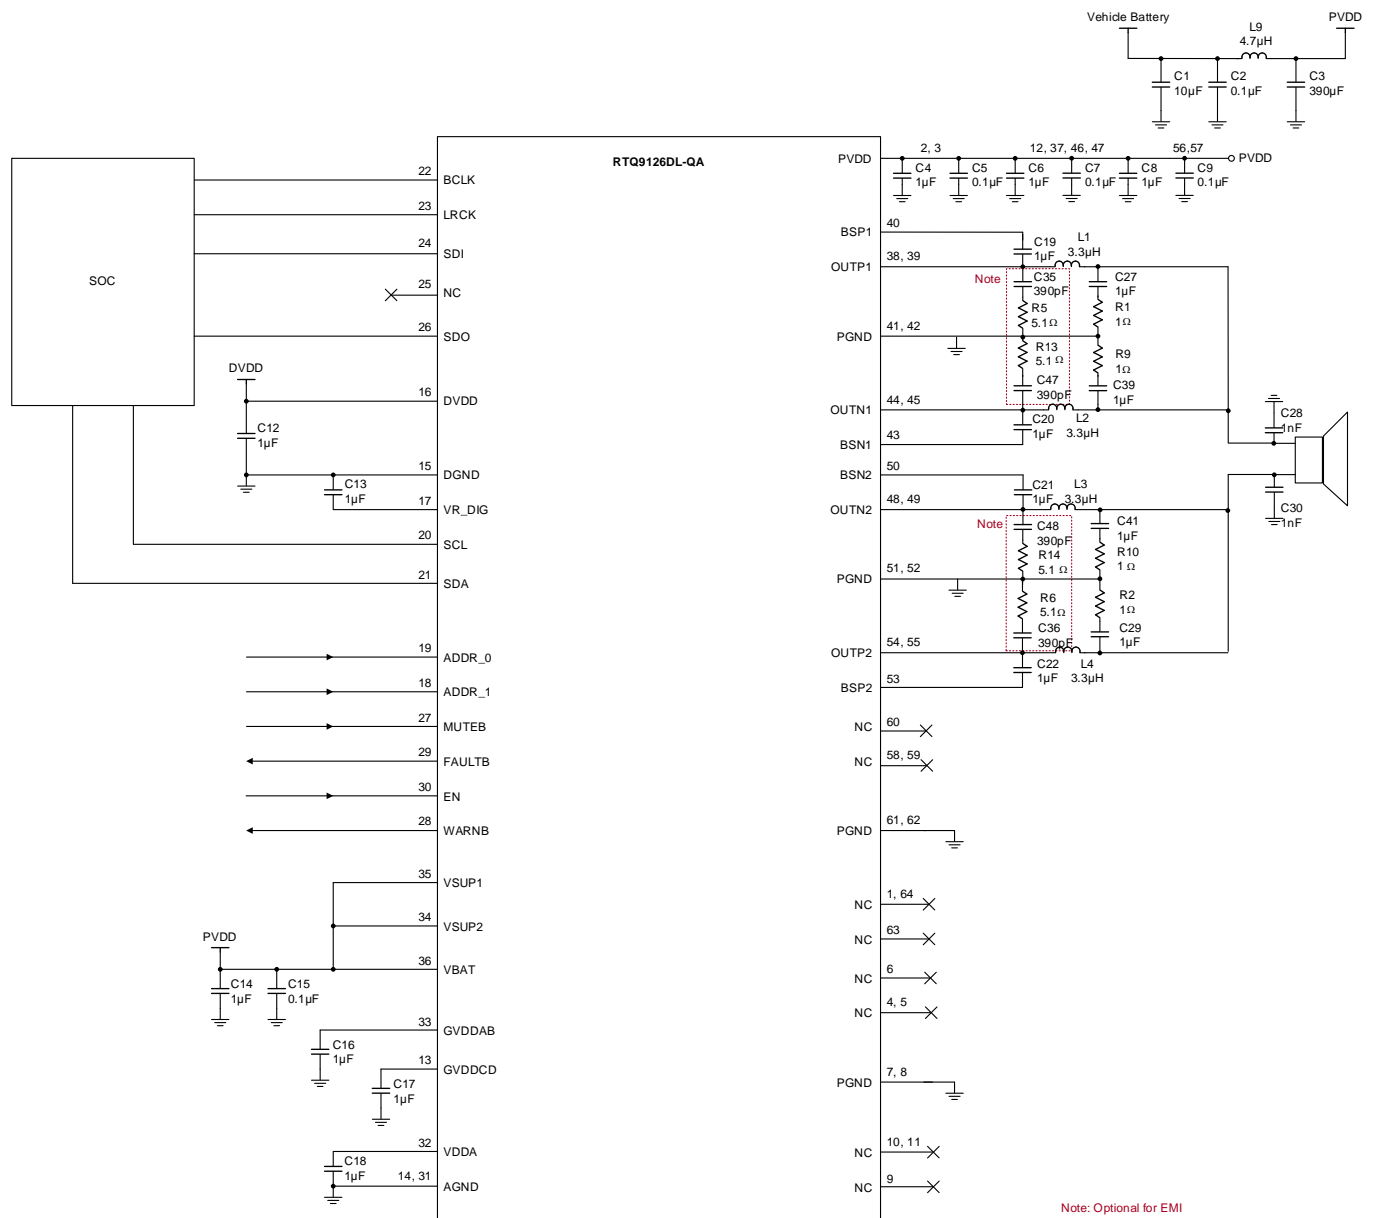 Vehicle Battery
L9
4.7µH
PVDD
C1
10µF
C2
0.1µF
C3
390µF
RTQ9126DL-QA
SOC
22
BCLK
23
LRCK
24
SDI
25
NC
26
SDO
DVDD
16
DVDD
C12
1µF
15
DGND
C13
1µF
17
VR_DIG
20
SCL
21
SDA
19
ADDR_0
18
ADDR_1
27
MUTEB
29
FAULTB
30
EN
28
WARNB
35
VSUP1
34
VSUP2
PVDD
36
VBAT
C14
1µF
C15
0.1µF
33
GVDDAB
C16
1µF
13
GVDDCD
C17
1µF
32
VDDA
C18
1µF
14, 31
AGND
PVDD
2, 3
12, 37, 46, 47
56,57
PVDD
C4
1µF
C5
0.1µF
C6
1µF
C7
0.1µF
C8
1µF
C9
0.1µF
BSP1
40
C19
1µF
L1
3.3µH
OUTP1
38, 39
Note
C35
390pF
C27
1µF
R5
5.1Ω
R1
1Ω
PGND
41, 42
R13
5.1 Ω
R9
1Ω
C47
390pF
C39
1µF
OUTN1
44, 45
C20
1µF
L2
3.3µH
BSN1
43
C28
1nF
BSN2
50
C21
1µF
L3
3.3µH
OUTN2
48, 49
C30
1nF
Note
C48
390pF
C41
1µF
R14
5.1 Ω
R10
1 Ω
PGND
51, 52
R6
5.1Ω
R2
1Ω
C36
390pF
C29
1µF
OUTP2
54, 55
C22
1µF
L4
3.3µH
BSP2
53
NC
60
NC
58, 59
PGND
61, 62
NC
1, 64
NC
63
NC
6
NC
4, 5
PGND
7, 8
NC
10, 11
NC
9
Note: Optional for EMI